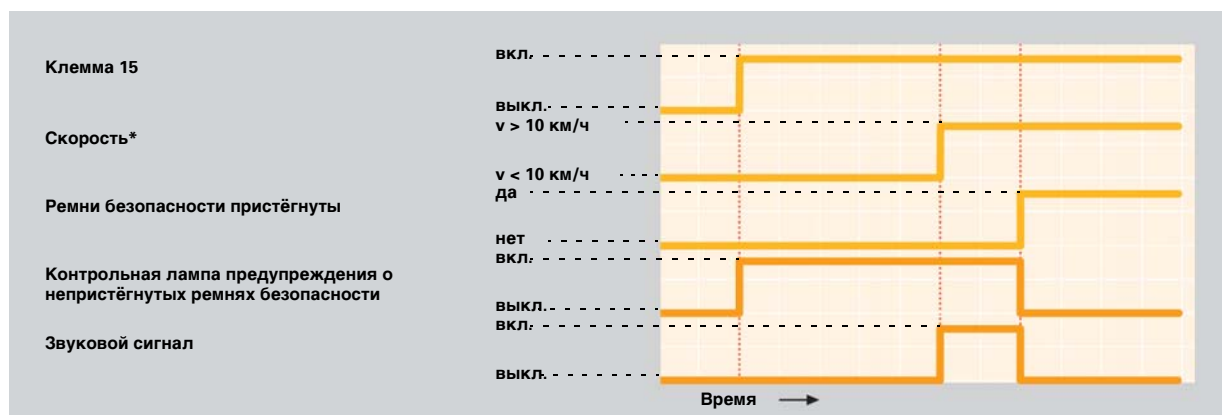 вкл.
Клемма 15
выкл.
v > 10 км/ч
Скорость*
v < 10 км/ч
да
Ремни безопасности пристёгнуты
нет
вкл.
Контрольная лампа предупреждения о
непристёгнутых ремнях безопасности
выкл.
вкл.
Звуковой сигнал
выкл.
Время